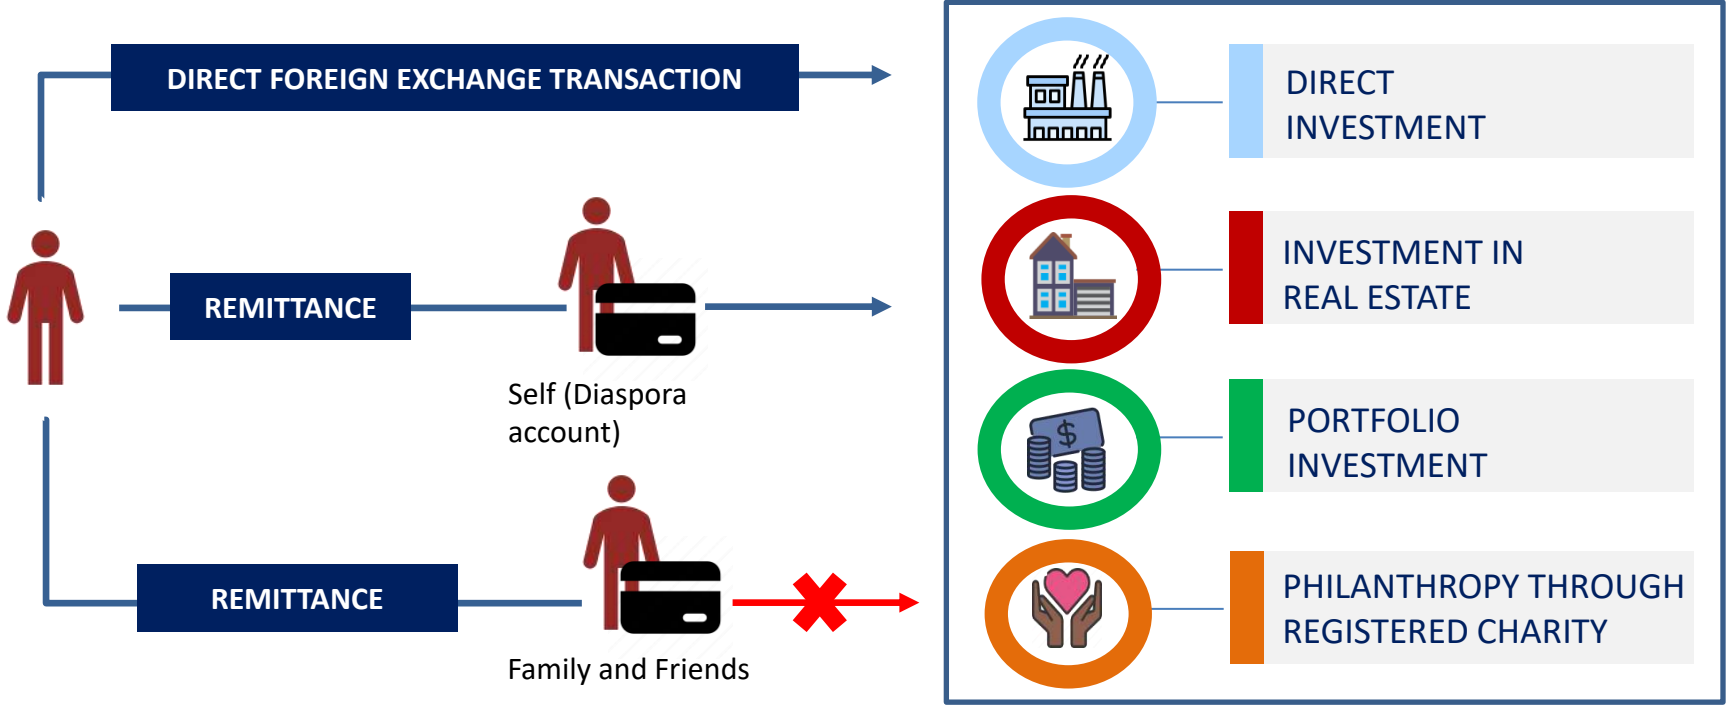 DIRECT FOREIGN EXCHANGE TRANSACTION
REMITTANCE
Self (Diaspora
account)
REMITTANCE
Family and Friends
DIRECT
INVESTMENT
INVESTMENT IN
REAL ESTATE
$
PORTFOLIO
INVESTMENT
PHILANTHROPY THROUGH
REGISTERED CHARITY